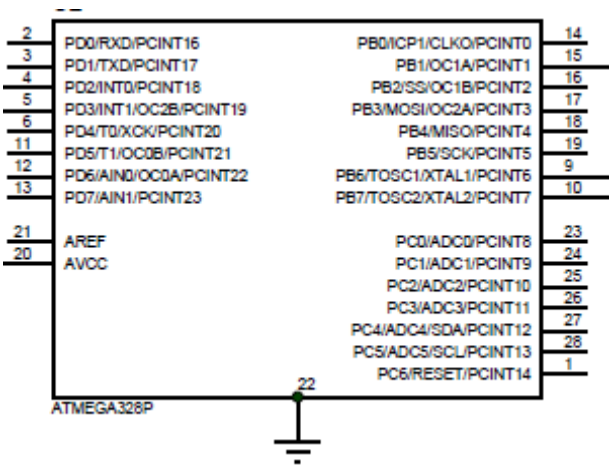 2 PD0/RXD/PCINT16 PB0/ICP1/CLKO/PCINT0 14
3 PD1/TXD/PCINT17 PB1/OC1A/PCINT1 15
4 PD2/INT0/PCINT18 PB2/SS/OC1B/PCINT2 16
5 PD3/INT1/OC2B/PCINT19 PB3/MOSI/OC2A/PCINT3 17
6 PD4/T0/XCK/PCINT20 PB4/MISO/PCINT4 18
11 PD5/T1/OC0B/PCINT21 PB5/SCK/PCINT5 19
12 PD6/AIN0/OC0A/PCINT22 PB6/TOSC1/XTAL1/PCINT6 9
13 PD7/AIN1/PCINT23 PB7/TOSC2/XTAL2/PCINT7 10
21 AREF PC0/ADC0/PCINT8 23
20 AVCC PC1/ADC1/PCINT9 24
PC2/ADC2/PCINT10 25
PC3/ADC3/PCINT11 26
PC4/ADC4/SDA/PCINT12 27
PC5/ADC5/SCL/PCINT13 28
PC6/RESET/PCINT14 1
22
ATMEGA328P